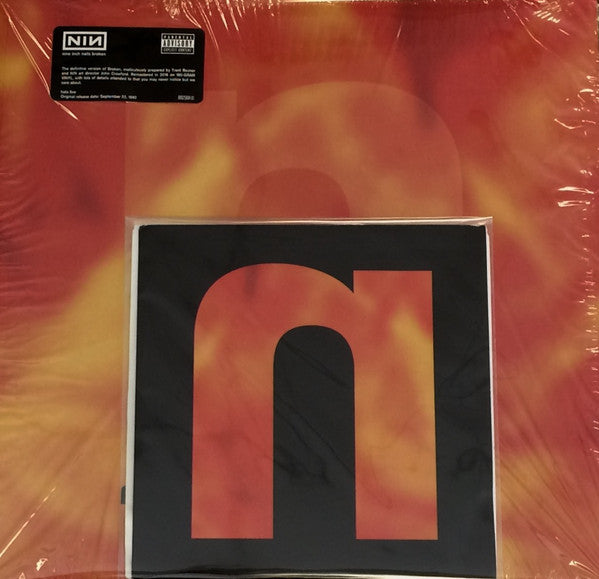 NIN
nine inch nails broken.
PARENTAL
ADVISORY
EXPLICIT CONTENT
The definitive version of Broken, meticulously prepared by Trent Reznor
and NIN art director John Crawford. Remastered in 2016 on 180-GRAM
VINYL, with lots of details attended to that you may never notice but we
care about.
halo five
Original release date: September 22, 1992
n
n